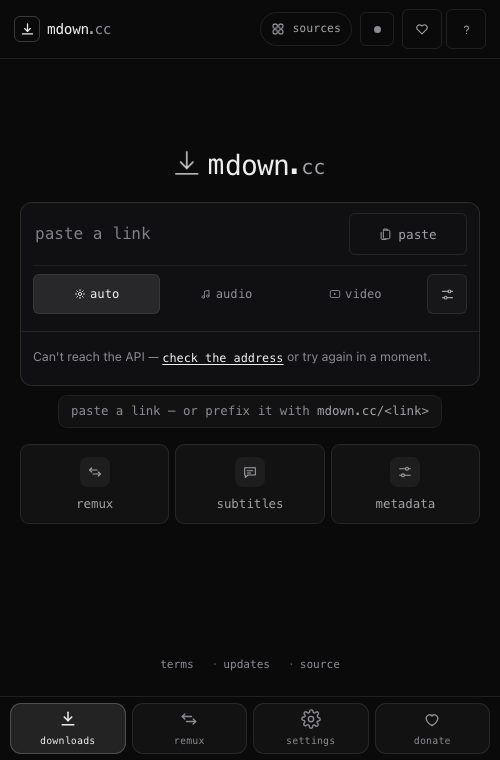 mdown.cc
sources
?
mdown.cc
paste a link
paste
auto
audio
video
Can't reach the API — check the address or try again in a moment.
paste a link — or prefix it with mdown.cc/<link>
remux
subtitles
metadata
terms · updates · source
downloads
remux
settings
donate